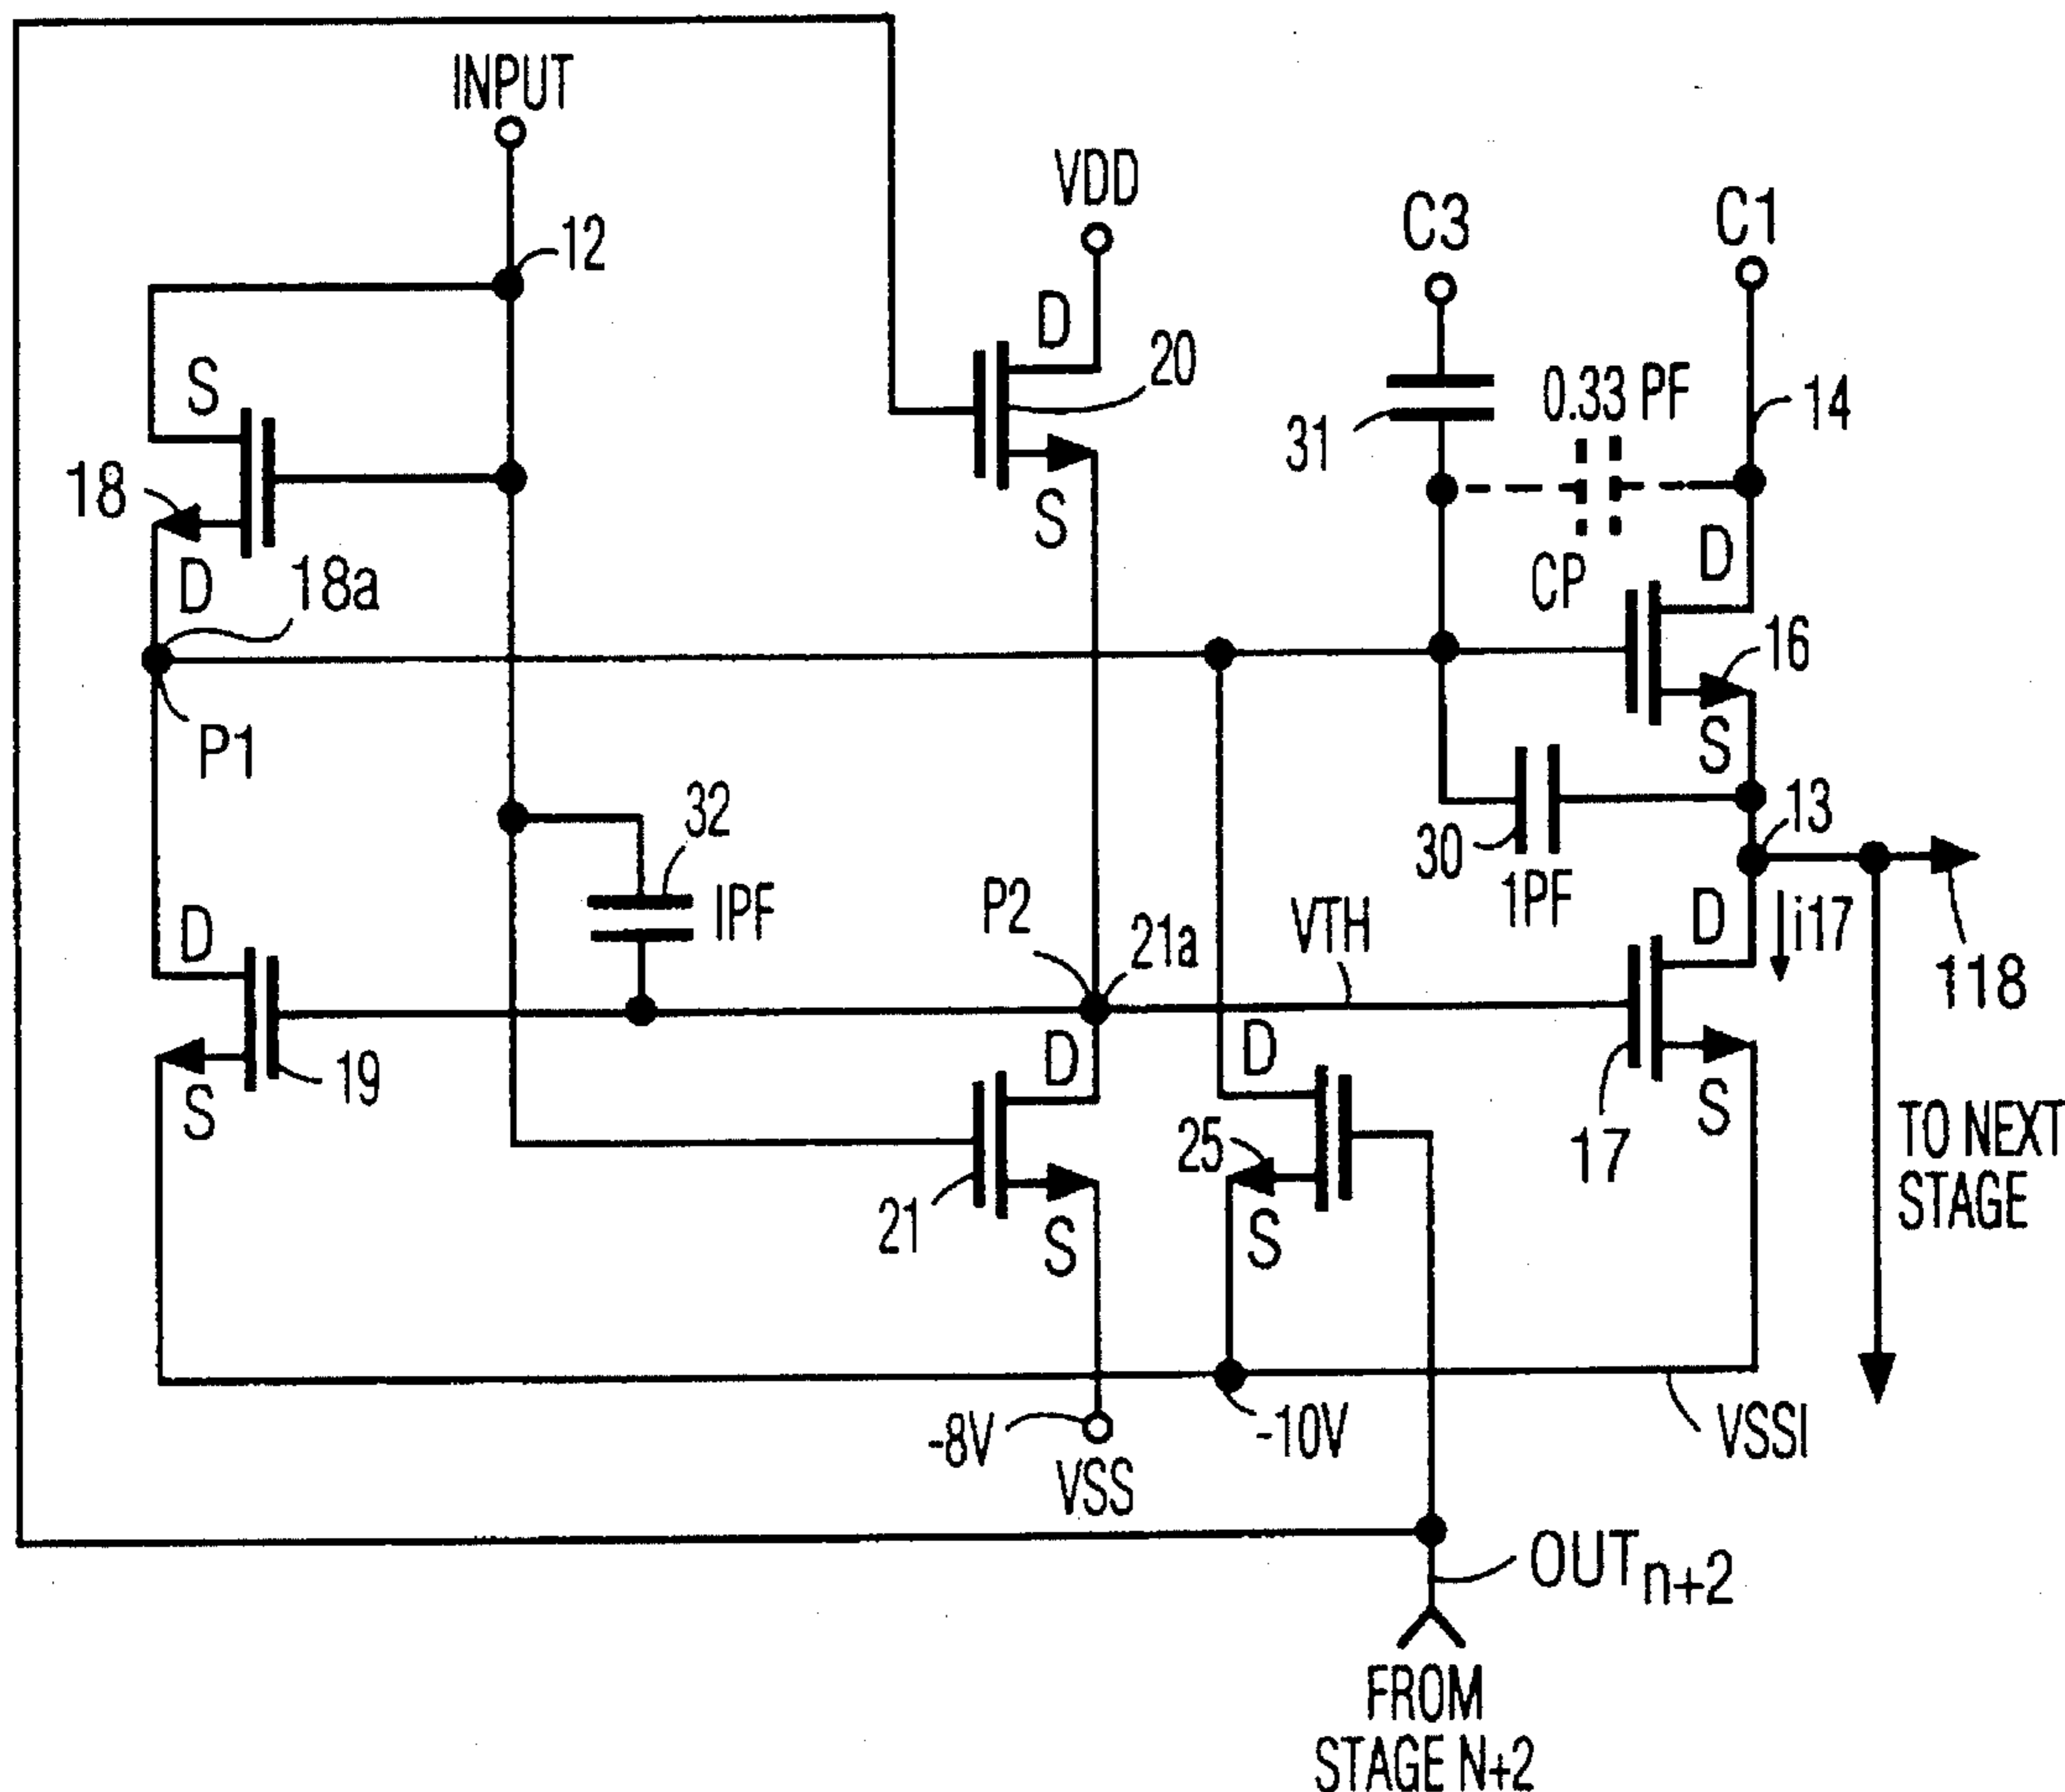 INPUT
VDD
C3
C1
12
D
20
S
0.33 PF
14
31
18
S
CP
D
D
18a
16
P1
S
32
IPF
30
1PF
13
P2
21a
VTH
D
i17
118
D
19
S
D
D
25
S
17
S
TO NEXT
STAGE
21
S
-8V
VSS
-10V
VSSI
OUTn+2
FROM
STAGE N+2